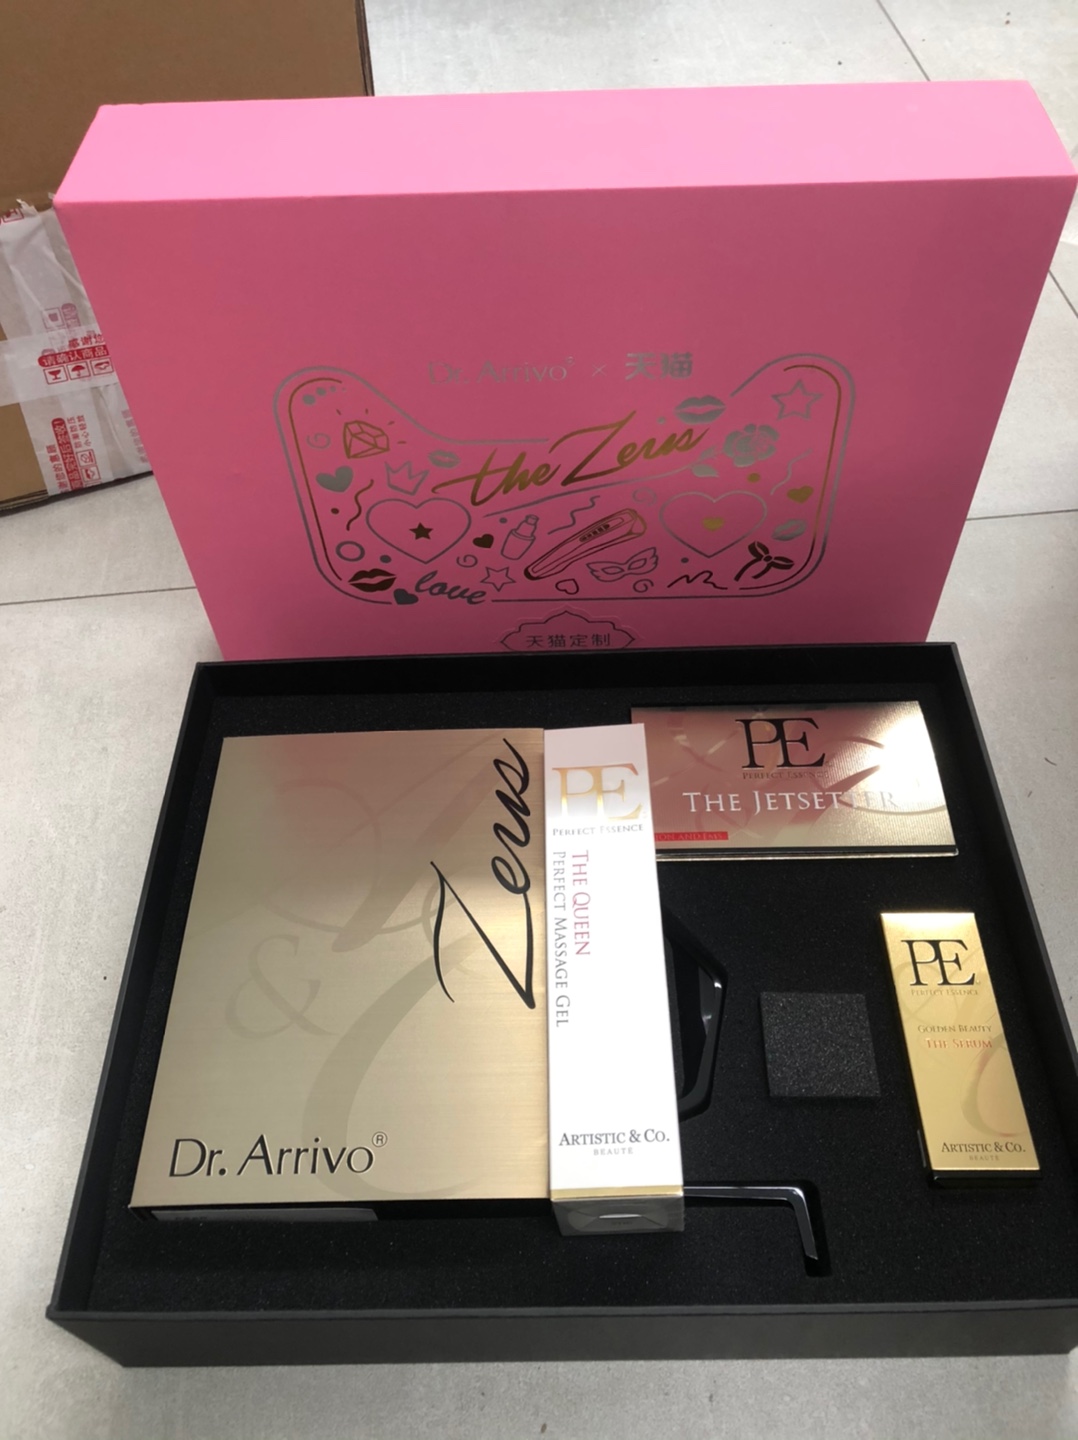 Dr. Arrivo® × 天猫
the Zeus
love
天猫定制
Zeus
Dr. Arrivo®
PE
PERFECT ESSENCE
THE QUEEN
PERFECT MASSAGE GEL
ARTISTIC & CO.
BEAUTÉ
PE
PERFECT ESSENCE
THE JETSETTER
PE
PERFECT ESSENCE
GOLDEN BEAUTY
THE SERUM
ARTISTIC & CO.
BEAUTÉ